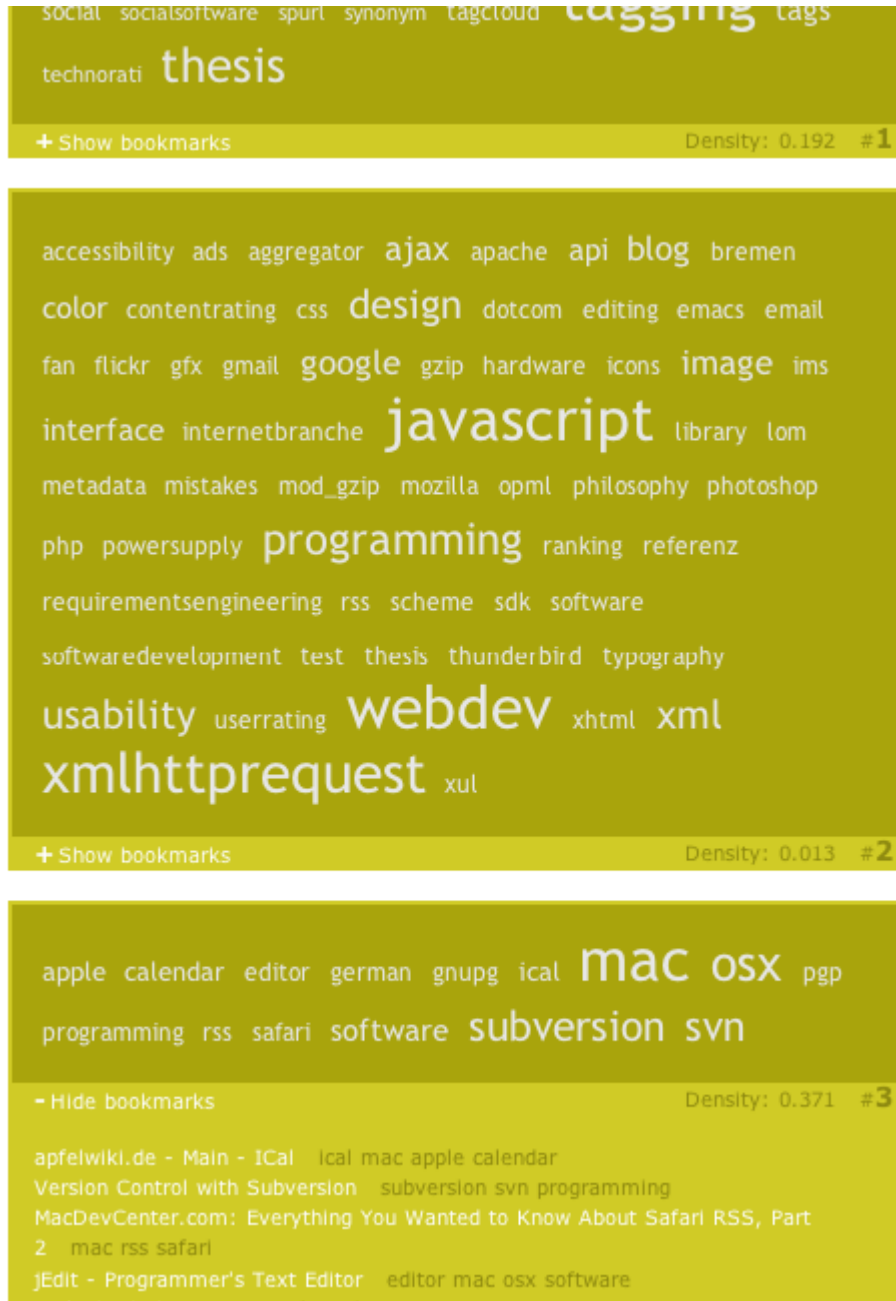 social socialsoftware spurl synonym tagcloud tagging tags
technorati thesis
+ Show bookmarks Density: 0.192 #1
accessibility ads aggregator ajax apache api blog bremen
color contentrating css design dotcom editing emacs email
fan flickr gfx gmail google gzip hardware icons image ims
interface internetbranche javascript library lom
metadata mistakes mod_gzip mozilla opml philosophy photoshop
php powersupply programming ranking referenz
requirementsengineering rss scheme sdk software
softwaredevelopment test thesis thunderbird typography
usability userrating webdev xhtml xml
xmlhttprequest xul
+ Show bookmarks Density: 0.013 #2
apple calendar editor german gnupg ical mac osx pgp
programming rss safari software subversion svn
- Hide bookmarks Density: 0.371 #3
apfelwiki.de - Main - ICal ical mac apple calendar
Version Control with Subversion subversion svn programming
MacDevCenter.com: Everything You Wanted to Know About Safari RSS, Part
2 mac rss safari
jEdit - Programmer's Text Editor editor mac osx software